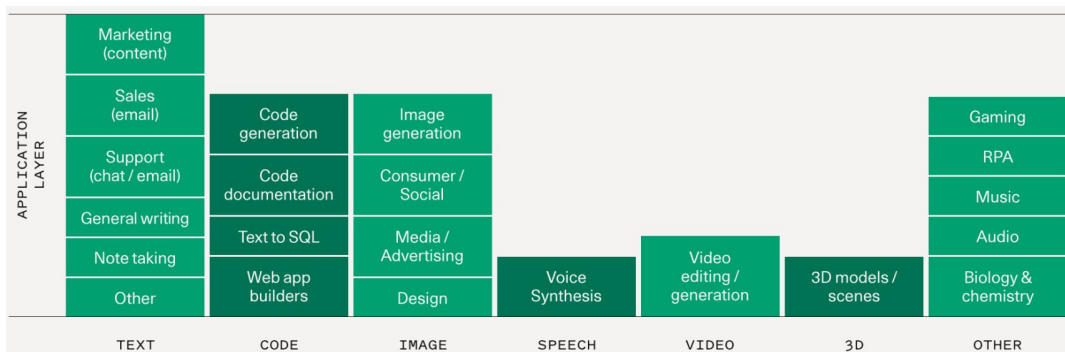 APPLICATION
LAYER
Marketing
(content)
Sales
(email)
Support
(chat / email)
General writing
Note taking
Other
Code
generation
Code
documentation
Text to SQL
Web app
builders
Image
generation
Consumer /
Social
Media /
Advertising
Design
Voice
Synthesis
Video
editing /
generation
3D models /
scenes
Gaming
RPA
Music
Audio
Biology &
chemistry
TEXT
CODE
IMAGE
SPEECH
VIDEO
3D
OTHER